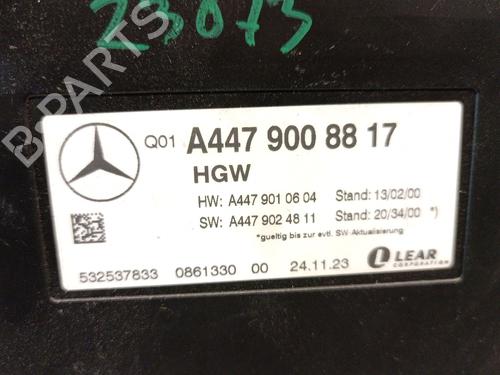 23073
B-PARTS
Q01 A447 900 88 17
HGW
HW: A447 901 06 04 Stand: 13/02/00
SW: A447 902 48 11 Stand: 20/34/00 *)
*gueltig bis zur evtl. SW-Aktualisierung
532537833 0861330 00 24.11.23 LEAR
CORPORATION